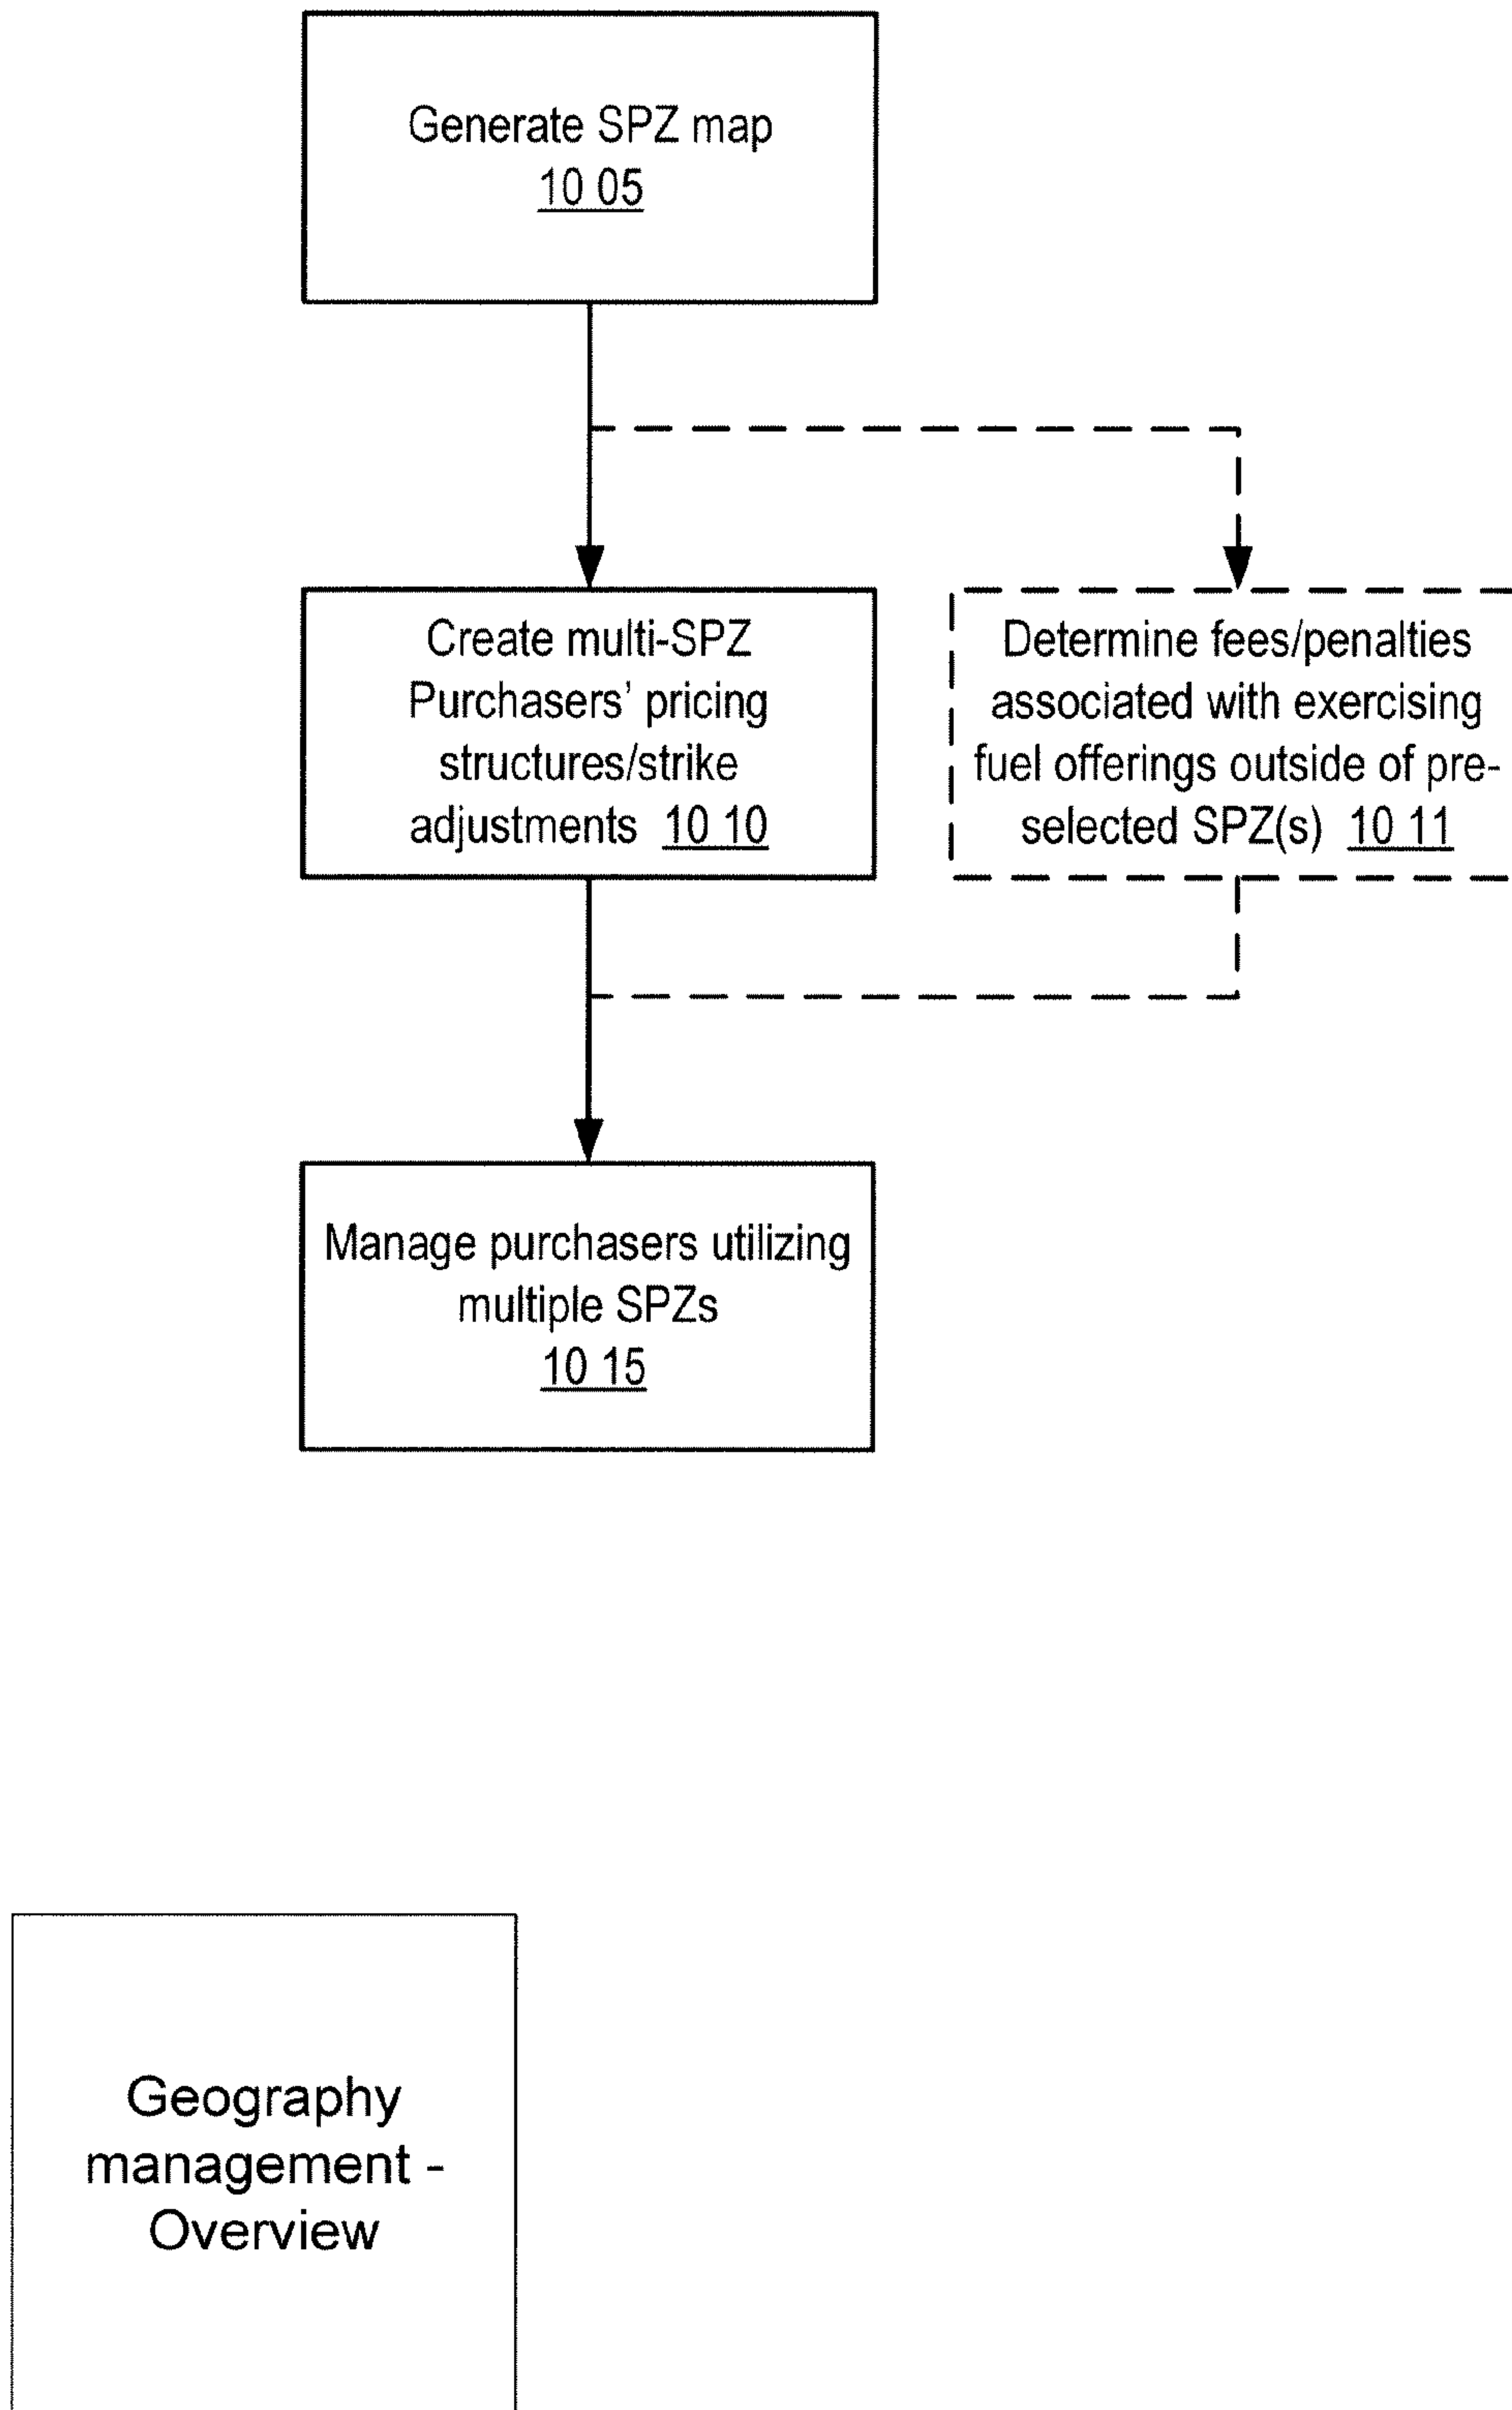 Generate SPZ map
10 05
Create multi-SPZ
Purchasers' pricing
structures/strike
adjustments 10 10
Determine fees/penalties
associated with exercising
fuel offerings outside of pre-
selected SPZ(s) 10 11
Manage purchasers utilizing
multiple SPZs
10 15
Geography
management -
Overview